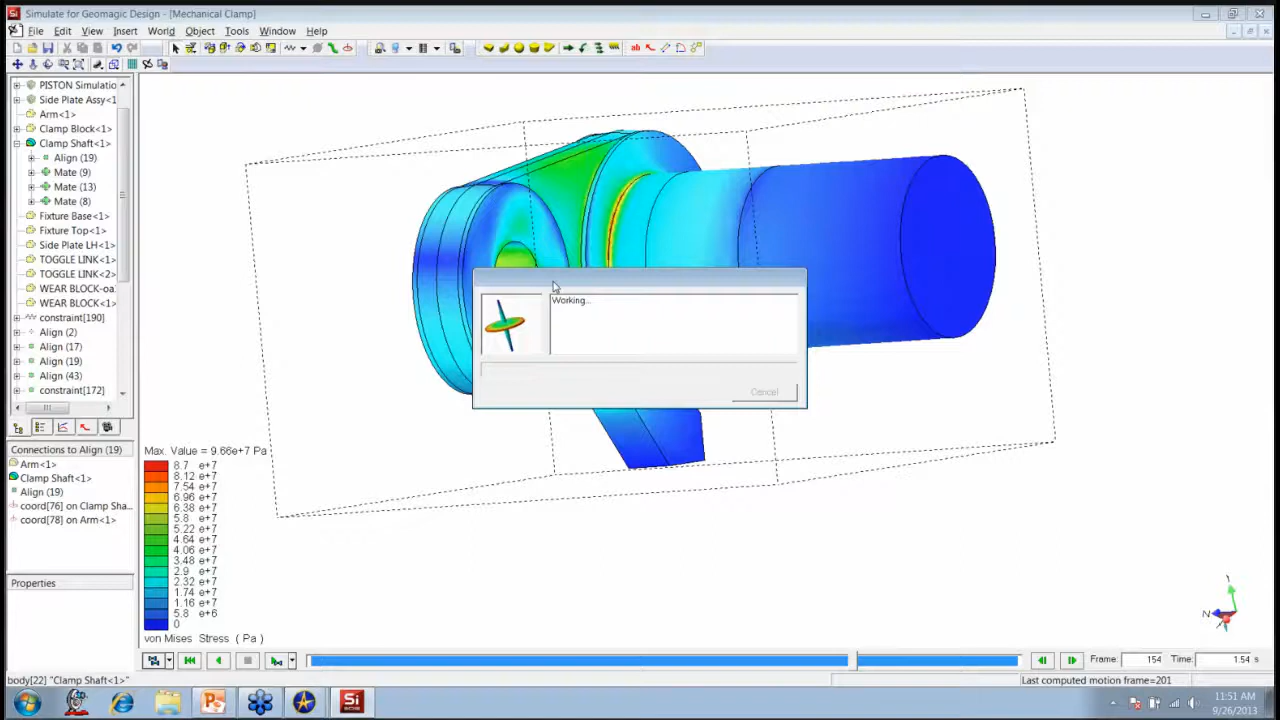 Si Simulate for Geomagic Design - [Mechanical Clamp]
File Edit View Insert World Object Tools Window Help
ab
PISTON Simulatio
Side Plate Assy<1
Arm<1>
Clamp Block<1>
Clamp Shaft<1>
Align (19)
Mate (9)
Mate (13)
Mate (8)
Fixture Base<1>
Fixture Top<1>
Side Plate LH<1>
TOGGLE LINK<1>
TOGGLE LINK<2>
WEAR BLOCK-oa
WEAR BLOCK<1>
constraint[190]
Align (2)
Align (17)
Align (19)
Align (43)
constraint[172]
Connections to Align (19)
Arm<1>
Clamp Shaft<1>
Align (19)
coord[76] on Clamp Sha...
coord[78] on Arm<1>
Properties
Working...
Cancel
Max. Value = 9.66e+7 Pa
8.7 e+7
8.12 e+7
7.54 e+7
6.96 e+7
6.38 e+7
5.8 e+7
5.22 e+7
4.64 e+7
4.06 e+7
3.48 e+7
2.9 e+7
2.32 e+7
1.74 e+7
1.16 e+7
5.8 e+6
0
von Mises Stress ( Pa )
Frame: 154 Time: 1.54 s
body[22] "Clamp Shaft<1>"
Last computed motion frame=201
Si
11:51 AM
9/26/2013